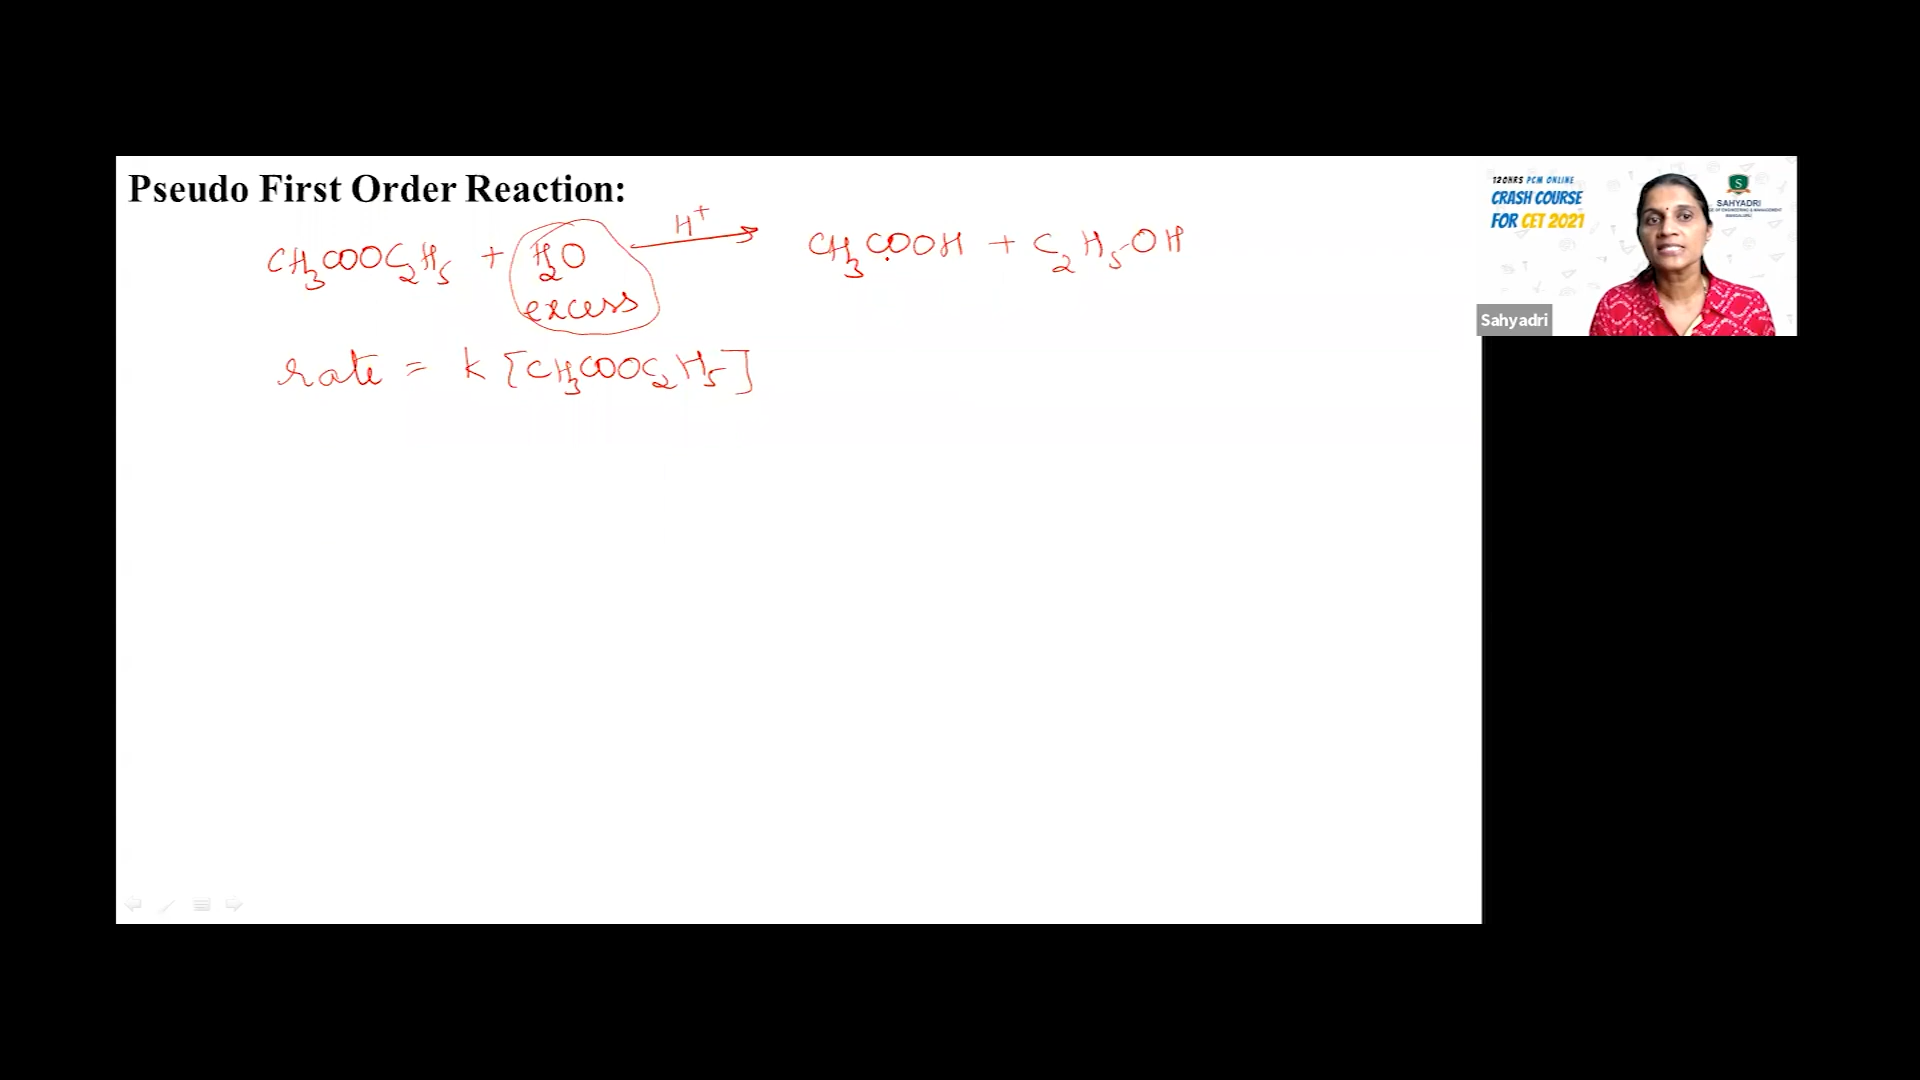 Pseudo First Order Reaction:
CH₃COOC₂H₅ + H₂O H⁺→ CH₃COOH + C₂H₅-OH
excess
rate = k [CH₃COOC₂H₅]
120HRS PCM ONLINE
CRASH COURSE
FOR CET 2021
S
SAHYADRI
Sahyadri